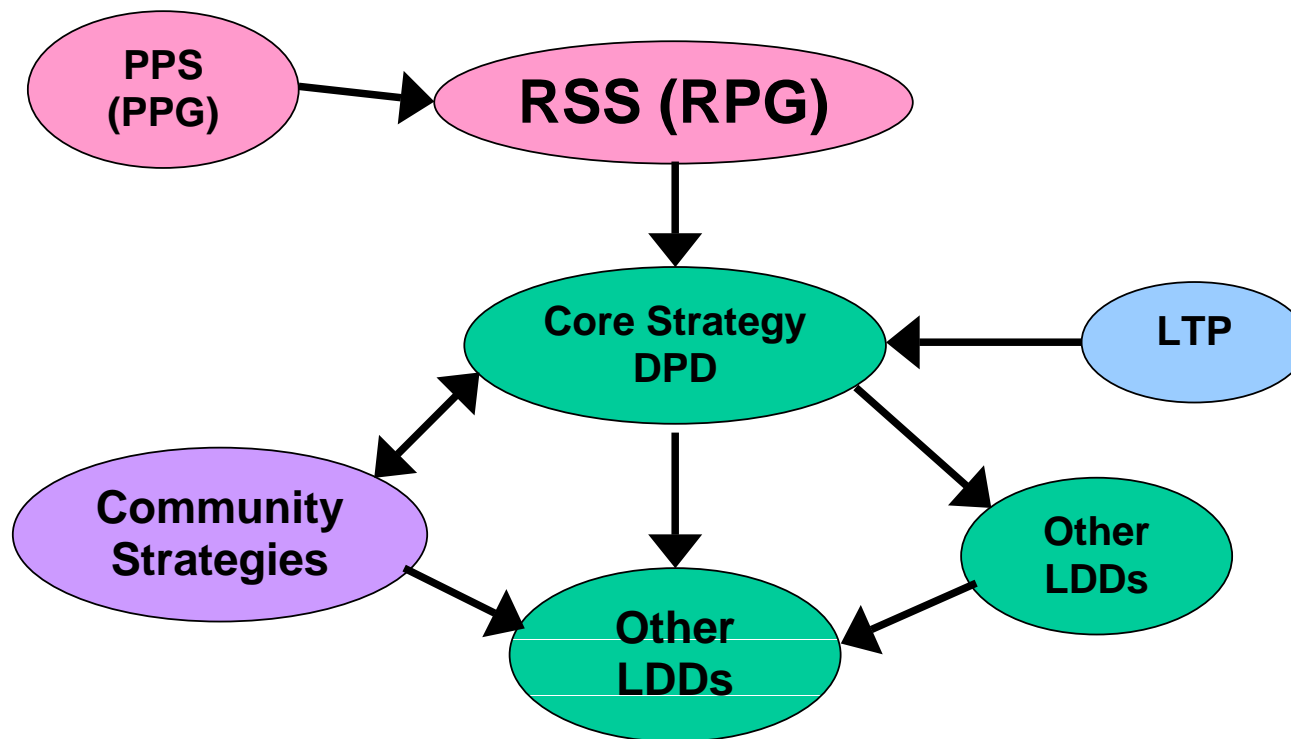 PPS
(PPG)
RSS (RPG)
Core Strategy
DPD
LTP
Community
Strategies
Other
LDDs
Other
LDDs